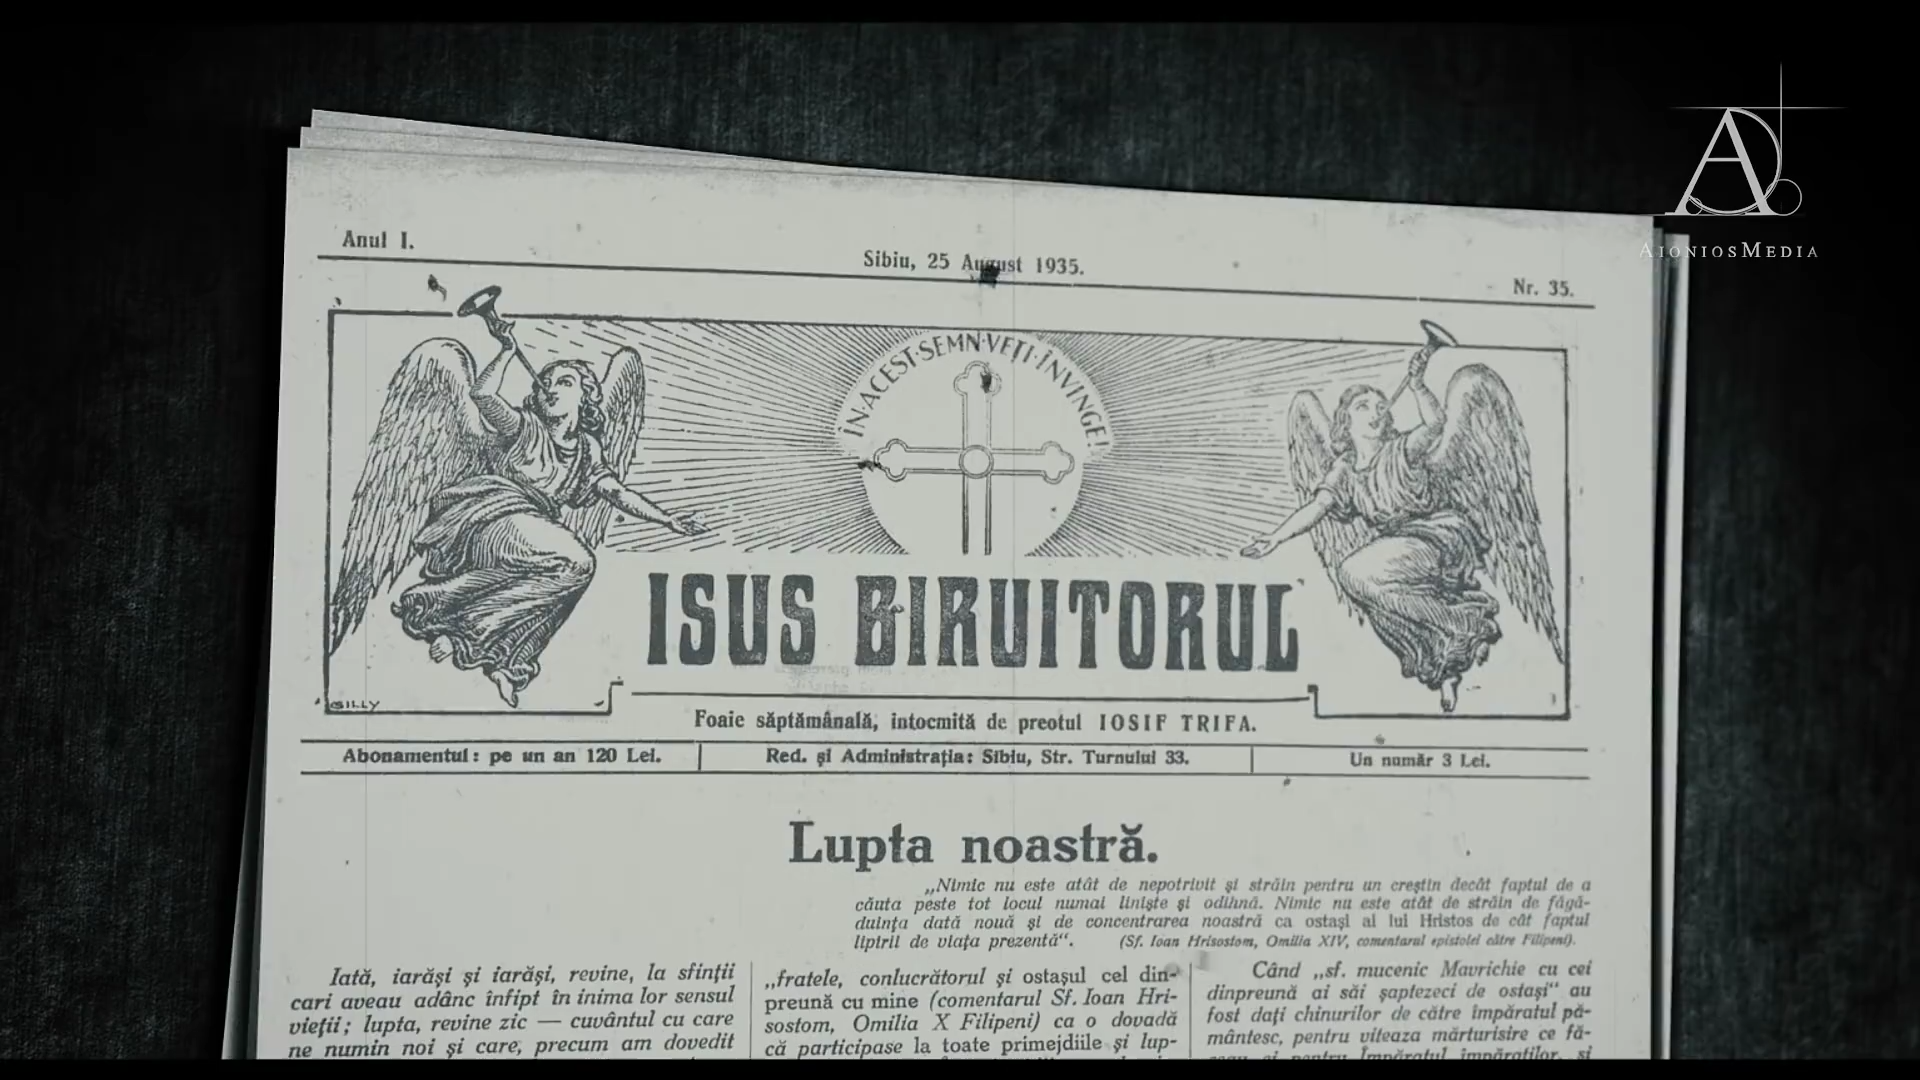 Anul I.
Sibiu, 25 August 1935.
Nr. 35.
ÎN·ACEST·SEMN·VEȚI·ÎNVINGE!
ISUS BIRUITORUL
GILLY
Foaie săptămânală, intocmită de preotul IOSIF TRIFA.
Abonamentul: pe un an 120 Lei.
Red. și Administrația: Sibiu, Str. Turnului 33.
Un număr 3 Lei.
Lupta noastră.
„Nimic nu este atât de nepotrivit și străin pentru un creștin decât faptul de a
căuta peste tot locul numai liniște și odihnă. Nimic nu este atât de străin de făgă-
duința dată nouă și de concentrarea noastră ca ostași ai lui Hristos de cât faptul
lipirii de viața prezentă“. (Sf. Ioan Hrisostom, Omilia XIV, comentarul epistolei către Filipeni).
Iată, iarăși și iarăși, revine, la sfinții
cari aveau adânc înfipt în inima lor sensul
vieții; lupta, revine zic — cuvântul cu care
ne numin noi și care, precum am dovedit
„fratele, conlucrătorul și ostașul cel din-
preună cu mine (comentarul Sf. Ioan Hri-
sostom, Omilia X Filipeni) ca o dovadă
că participase la toate primejdiile și lup-
Când „sf. mucenic Mavrichie cu cei
dinpreună ai săi șaptezeci de ostași“ au
fost dați chinurilor de către împăratul pă-
mântesc, pentru viteaza mărturisire ce fă-
și pentru Împăratul împăraților, și
AIONIOSMEDIA